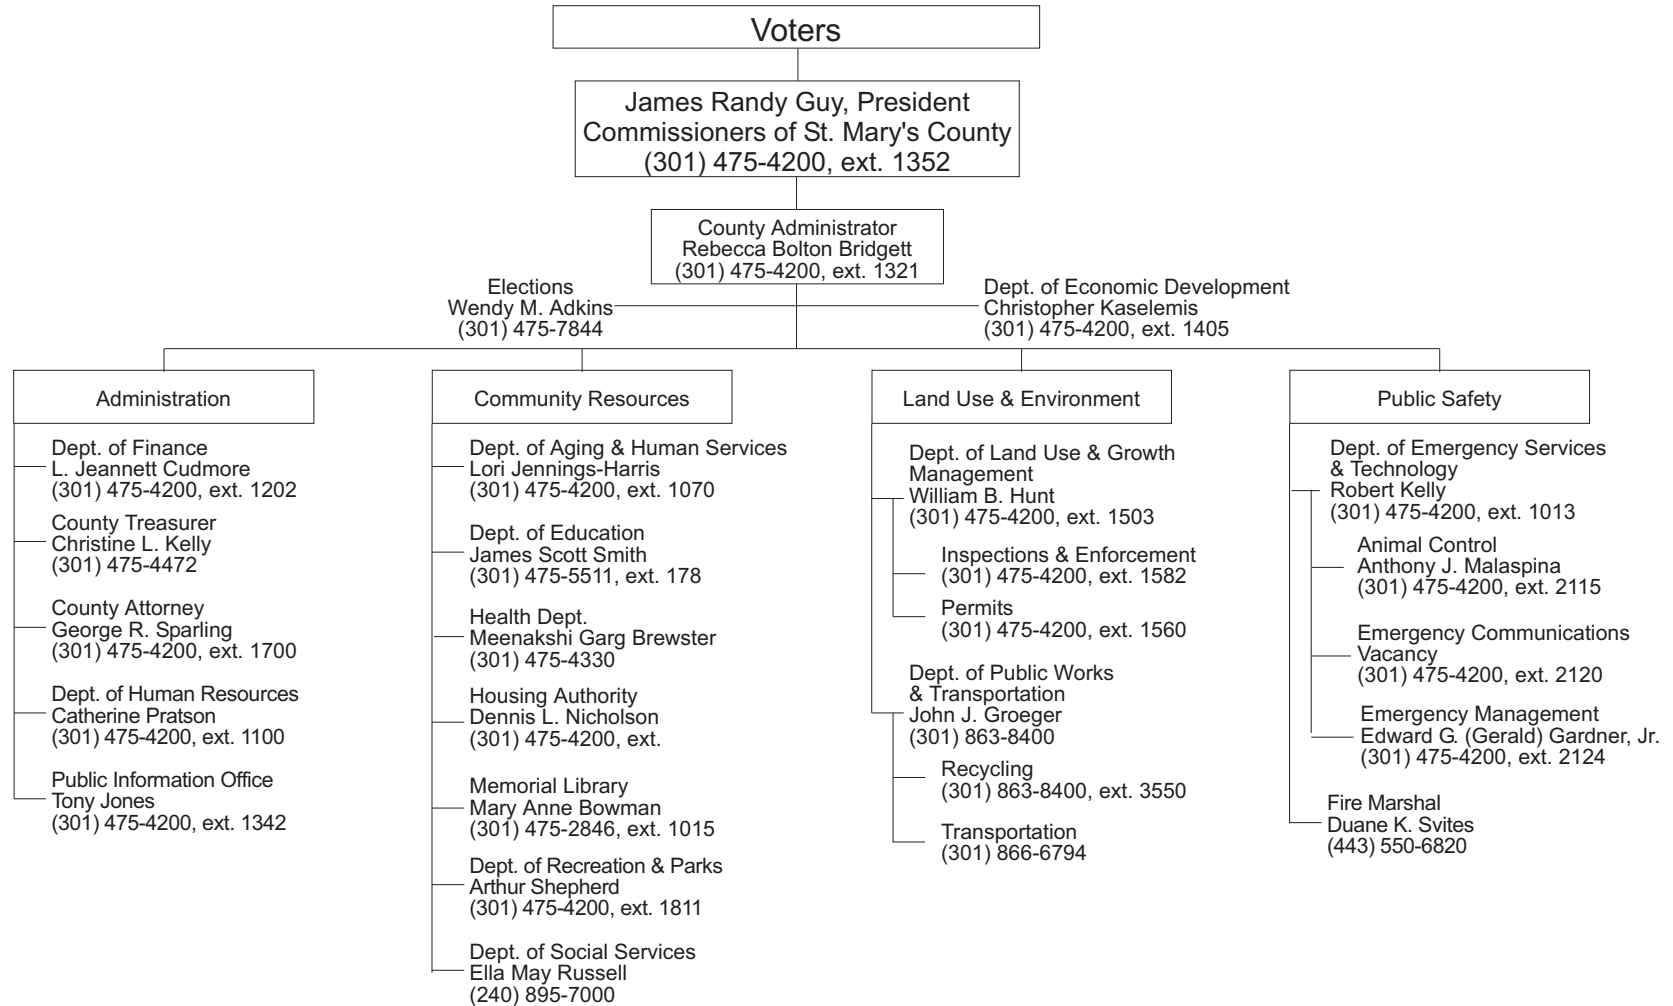 Voters
James Randy Guy, President
Commissioners of St. Mary's County
(301) 475-4200, ext. 1352
County Administrator
Rebecca Bolton Bridgett
(301) 475-4200, ext. 1321
Elections
Wendy M. Adkins
(301) 475-7844
Dept. of Economic Development
Christopher Kaselemis
(301) 475-4200, ext. 1405
Administration
Dept. of Finance
L. Jeannett Cudmore
(301) 475-4200, ext. 1202
County Treasurer
Christine L. Kelly
(301) 475-4472
County Attorney
George R. Sparling
(301) 475-4200, ext. 1700
Dept. of Human Resources
Catherine Pratson
(301) 475-4200, ext. 1100
Public Information Office
Tony Jones
(301) 475-4200, ext. 1342
Community Resources
Dept. of Aging & Human Services
Lori Jennings-Harris
(301) 475-4200, ext. 1070
Dept. of Education
James Scott Smith
(301) 475-5511, ext. 178
Health Dept.
Meenakshi Garg Brewster
(301) 475-4330
Housing Authority
Dennis L. Nicholson
(301) 475-4200, ext.
Memorial Library
Mary Anne Bowman
(301) 475-2846, ext. 1015
Dept. of Recreation & Parks
Arthur Shepherd
(301) 475-4200, ext. 1811
Dept. of Social Services
Ella May Russell
(240) 895-7000
Land Use & Environment
Dept. of Land Use & Growth
Management
William B. Hunt
(301) 475-4200, ext. 1503
Inspections & Enforcement
(301) 475-4200, ext. 1582
Permits
(301) 475-4200, ext. 1560
Dept. of Public Works
& Transportation
John J. Groeger
(301) 863-8400
Recycling
(301) 863-8400, ext. 3550
Transportation
(301) 866-6794
Public Safety
Dept. of Emergency Services
& Technology
Robert Kelly
(301) 475-4200, ext. 1013
Animal Control
Anthony J. Malaspina
(301) 475-4200, ext. 2115
Emergency Communications
Vacancy
(301) 475-4200, ext. 2120
Emergency Management
Edward G. (Gerald) Gardner, Jr.
(301) 475-4200, ext. 2124
Fire Marshal
Duane K. Svites
(443) 550-6820